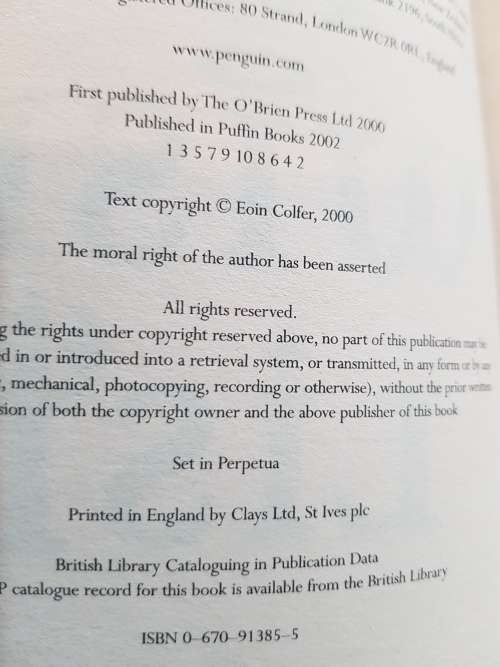 Offices: 80 Strand, London WC2R 0RL, England
www.penguin.com
First published by The O'Brien Press Ltd 2000
Published in Puffin Books 2002
1 3 5 7 9 10 8 6 4 2
Text copyright © Eoin Colfer, 2000
The moral right of the author has been asserted
All rights reserved.
the rights under copyright reserved above, no part of this publication may be
in or introduced into a retrieval system, or transmitted, in any form or by any
, mechanical, photocopying, recording or otherwise), without the prior written
of both the copyright owner and the above publisher of this book
Set in Perpetua
Printed in England by Clays Ltd, St Ives plc
British Library Cataloguing in Publication Data
P catalogue record for this book is available from the British Library
ISBN 0–670–91385–5